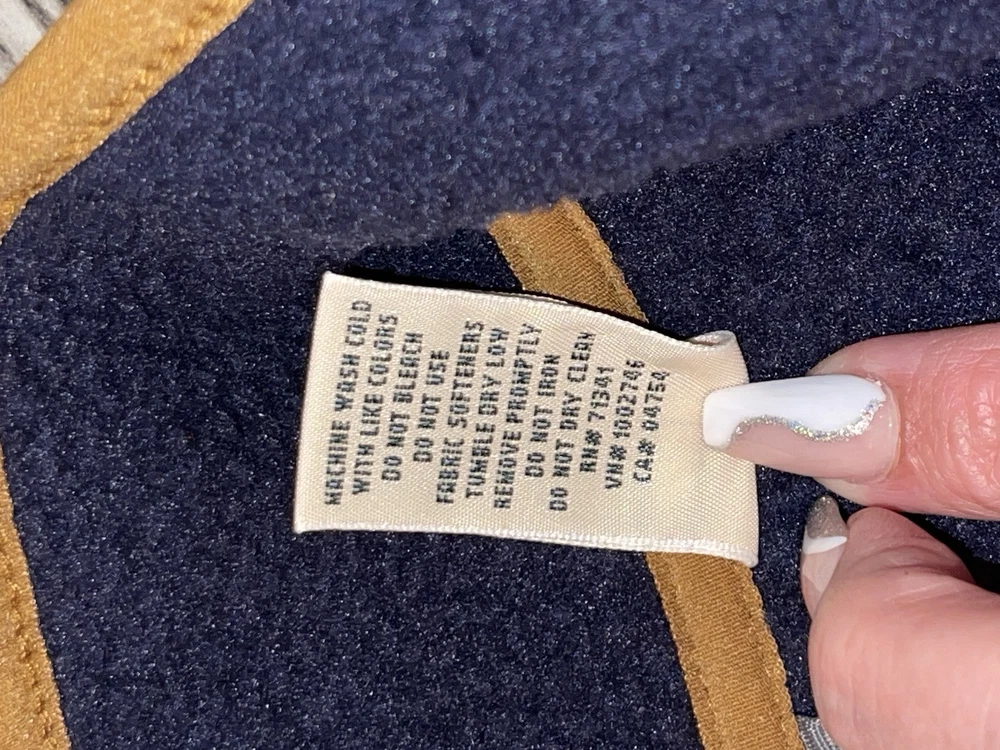 MACHINE WASH COLD
WITH LIKE COLORS
DO NOT BLEACH
DO NOT USE
FABRIC SOFTENERS
TUMBLE DRY LOW
REMOVE PROMPTLY
DO NOT IRON
DO NOT DRY CLEAN
RN# 71341
VN# 1002746
CA# 04754